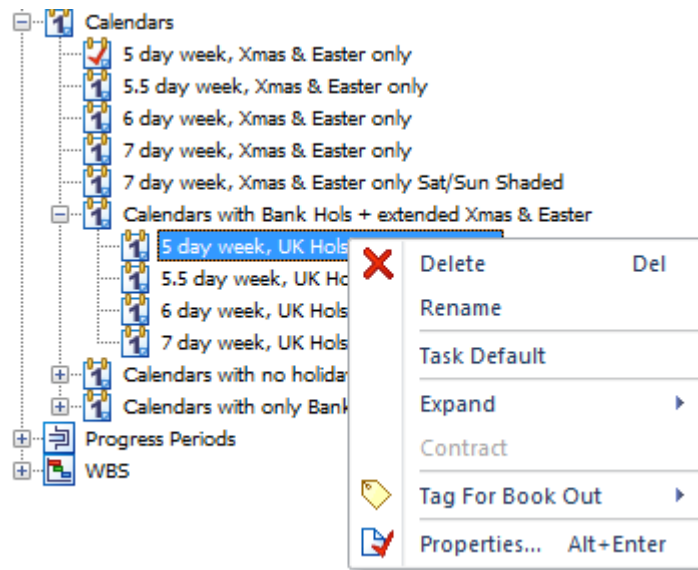 Calendars
5 day week, Xmas & Easter only
5.5 day week, Xmas & Easter only
6 day week, Xmas & Easter only
7 day week, Xmas & Easter only
7 day week, Xmas & Easter only Sat/Sun Shaded
Calendars with Bank Hols + extended Xmas & Easter
5 day week, UK Hols
5.5 day week, UK Ho
6 day week, UK Hols
7 day week, UK Hols
Calendars with no holida
Calendars with only Bank
Progress Periods
WBS
Delete Del
Rename
Task Default
Expand
Contract
Tag For Book Out
Properties... Alt+Enter